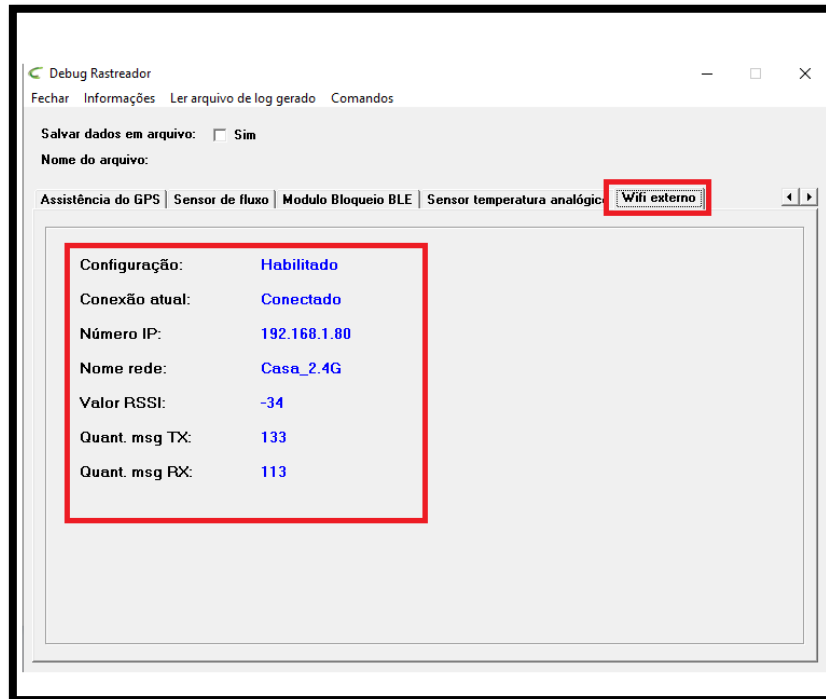 Debug Rastreador
Fechar Informações Ler arquivo de log gerado Comandos
Salvar dados em arquivo: Sim
Nome do arquivo:
Assistência do GPS Sensor de fluxo Modulo Bloqueio BLE Sensor temperatura analógico Wifi externo
Configuração: Habilitado
Conexão atual: Conectado
Número IP: 192.168.1.80
Nome rede: Casa_2.4G
Valor RSSI: -34
Quant. msg TX: 133
Quant. msg RX: 113